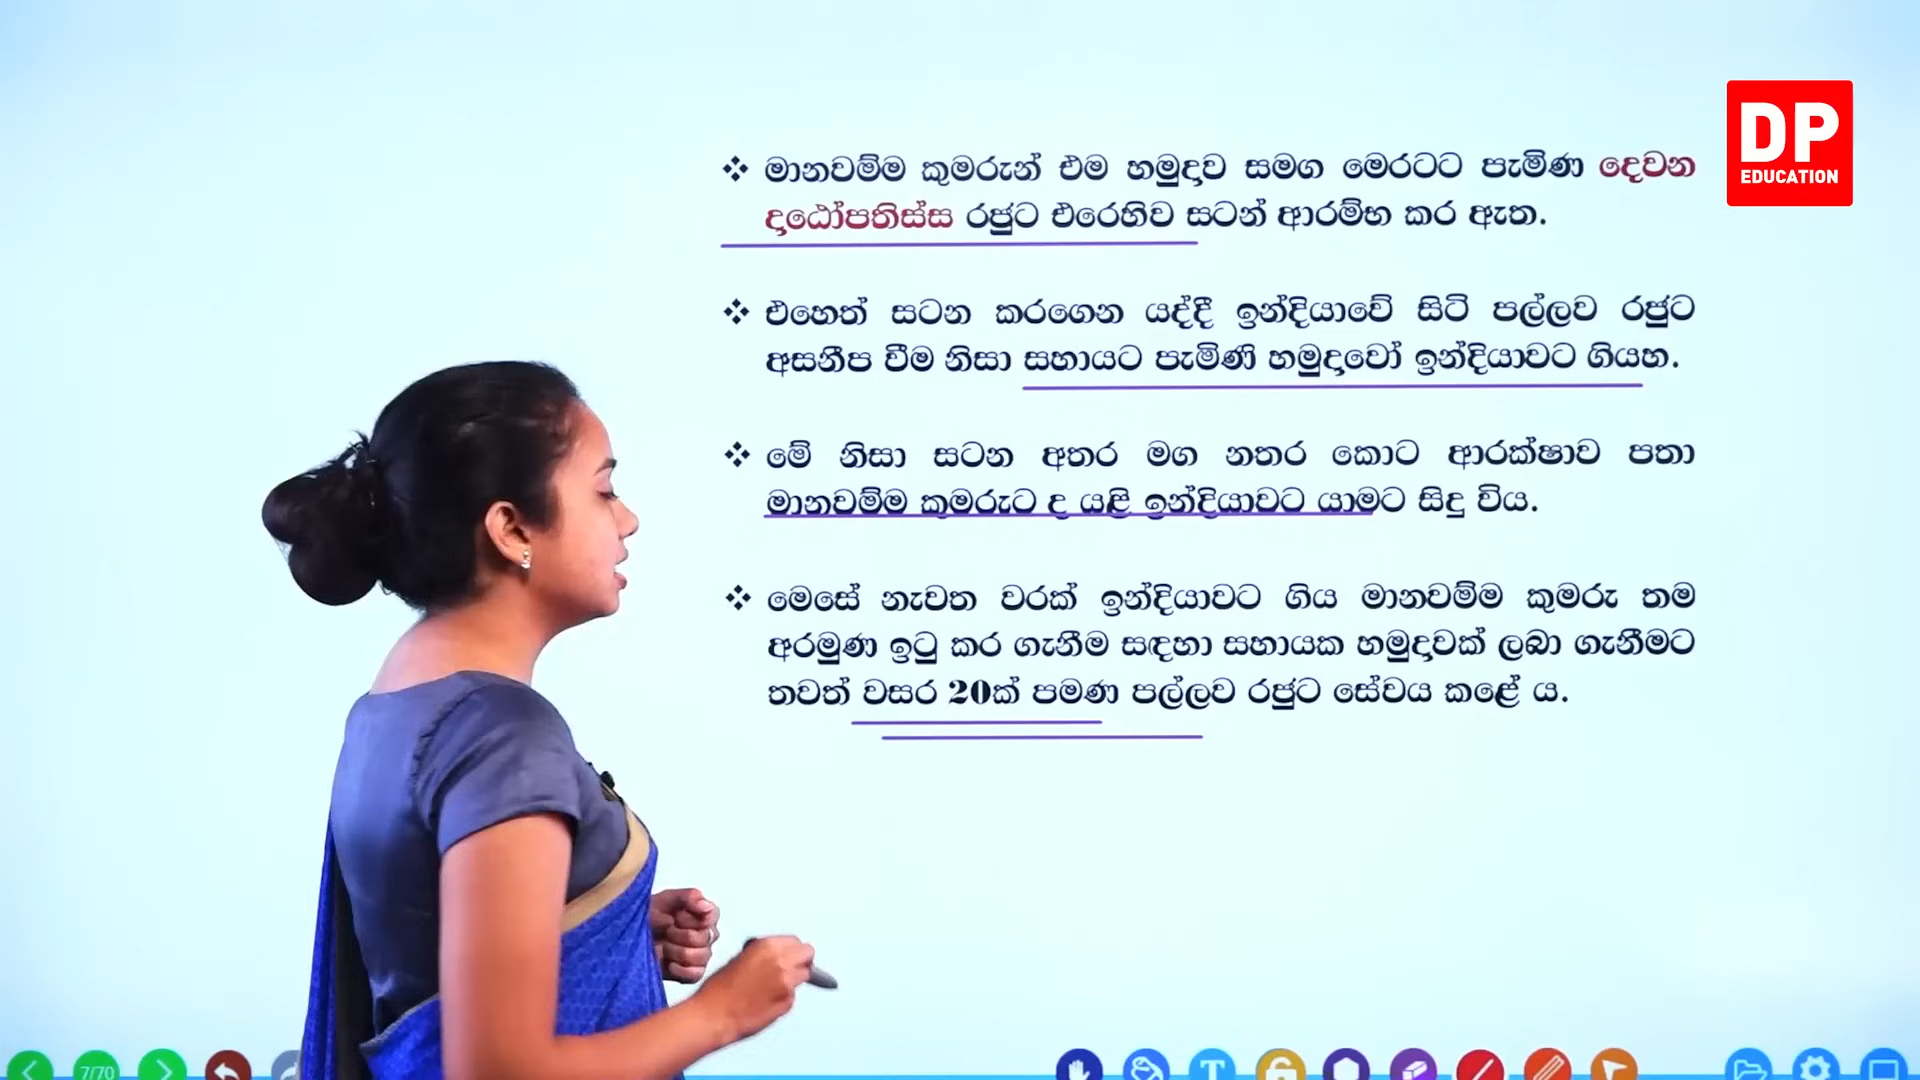 DP
EDUCATION
❖ මානවම්ම කුමරුන් එම හමුදාව සමග මෙරටට පැමිණ දෙවන
දාඨෝපතිස්ස රජුට එරෙහිව සටන් ආරම්භ කර ඇත.
❖ එහෙත් සටන කරගෙන යද්දී ඉන්දියාවේ සිටි පල්ලව රජුට
අසනීප වීම නිසා සහායට පැමිණි හමුදාවෝ ඉන්දියාවට ගියහ.
❖ මේ නිසා සටන අතර මග නතර කොට ආරක්ෂාව පතා
මානවම්ම කුමරුට ද යළි ඉන්දියාවට යාමට සිදු විය.
❖ මෙසේ නැවත වරක් ඉන්දියාවට ගිය මානවම්ම කුමරු තම
අරමුණ ඉටු කර ගැනීම සඳහා සහායක හමුදාවක් ලබා ගැනීමට
තවත් වසර 20ක් පමණ පල්ලව රජුට සේවය කළේ ය.
7/70